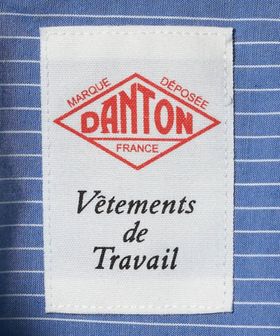 MARQUE DÉPOSÉE
DANTON
FRANCE
Vêtements
de
Travail